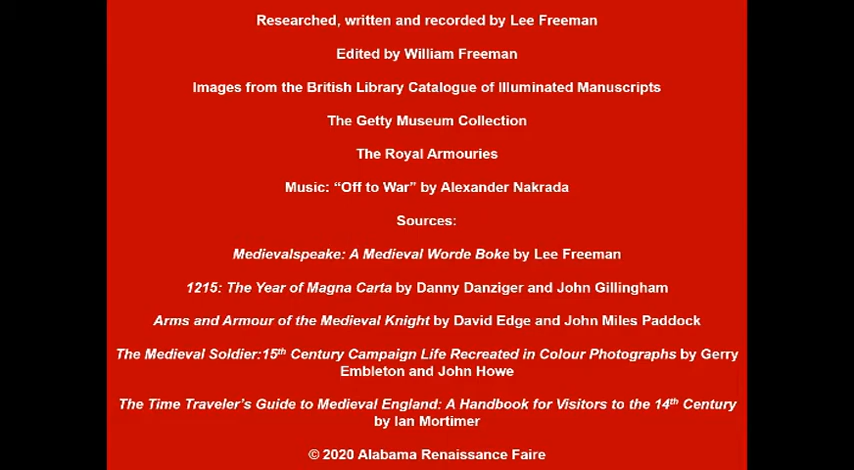 Researched, written and recorded by Lee Freeman
Edited by William Freeman
Images from the British Library Catalogue of Illuminated Manuscripts
The Getty Museum Collection
The Royal Armouries
Music: “Off to War” by Alexander Nakrada
Sources:
Medievalspeake: A Medieval Worde Boke by Lee Freeman
1215: The Year of Magna Carta by Danny Danziger and John Gillingham
Arms and Armour of the Medieval Knight by David Edge and John Miles Paddock
The Medieval Soldier:15th Century Campaign Life Recreated in Colour Photographs by Gerry
Embleton and John Howe
The Time Traveler’s Guide to Medieval England: A Handbook for Visitors to the 14th Century
by Ian Mortimer
© 2020 Alabama Renaissance Faire